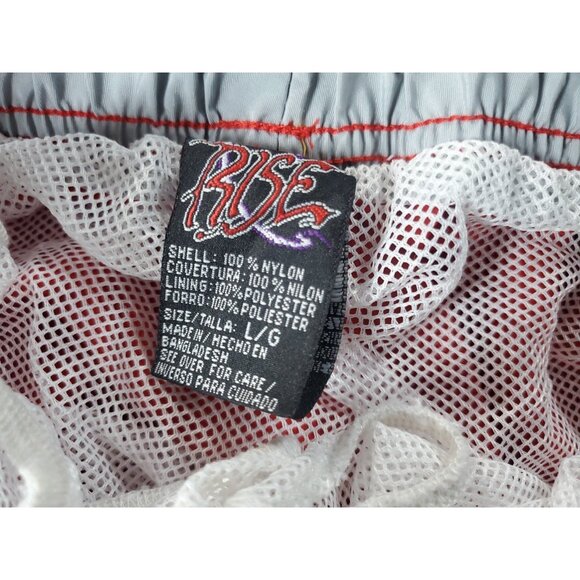 RISE
SHELL: 100% NYLON
COVERTURA: 100% NILON
LINING: 100% POLYESTER
FORRO: 100% POLIESTER
SIZE/TALLA: L/G
MADE IN / HECHO EN
BANGLADESH
SEE OVER FOR CARE /
INVERSO PARA CUIDADO